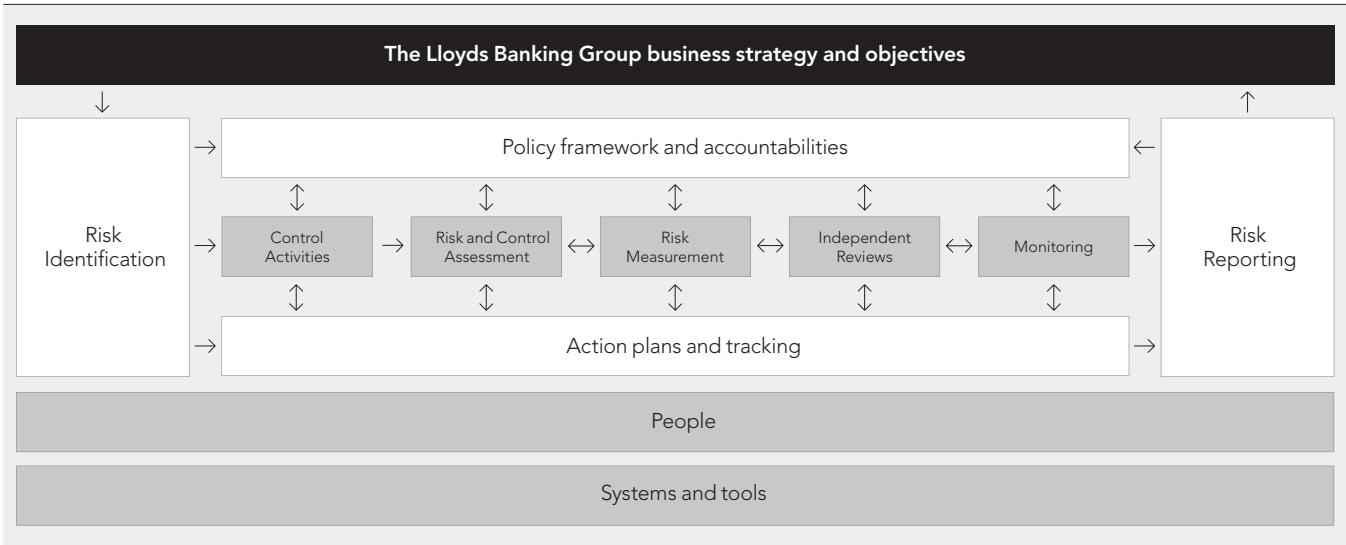 The Lloyds Banking Group business strategy and objectives
Policy framework and accountabilities
Risk
Identification
Control
Activities
Risk and Control
Assessment
Risk
Measurement
Independent
Reviews
Monitoring
Risk
Reporting
Action plans and tracking
People
Systems and tools